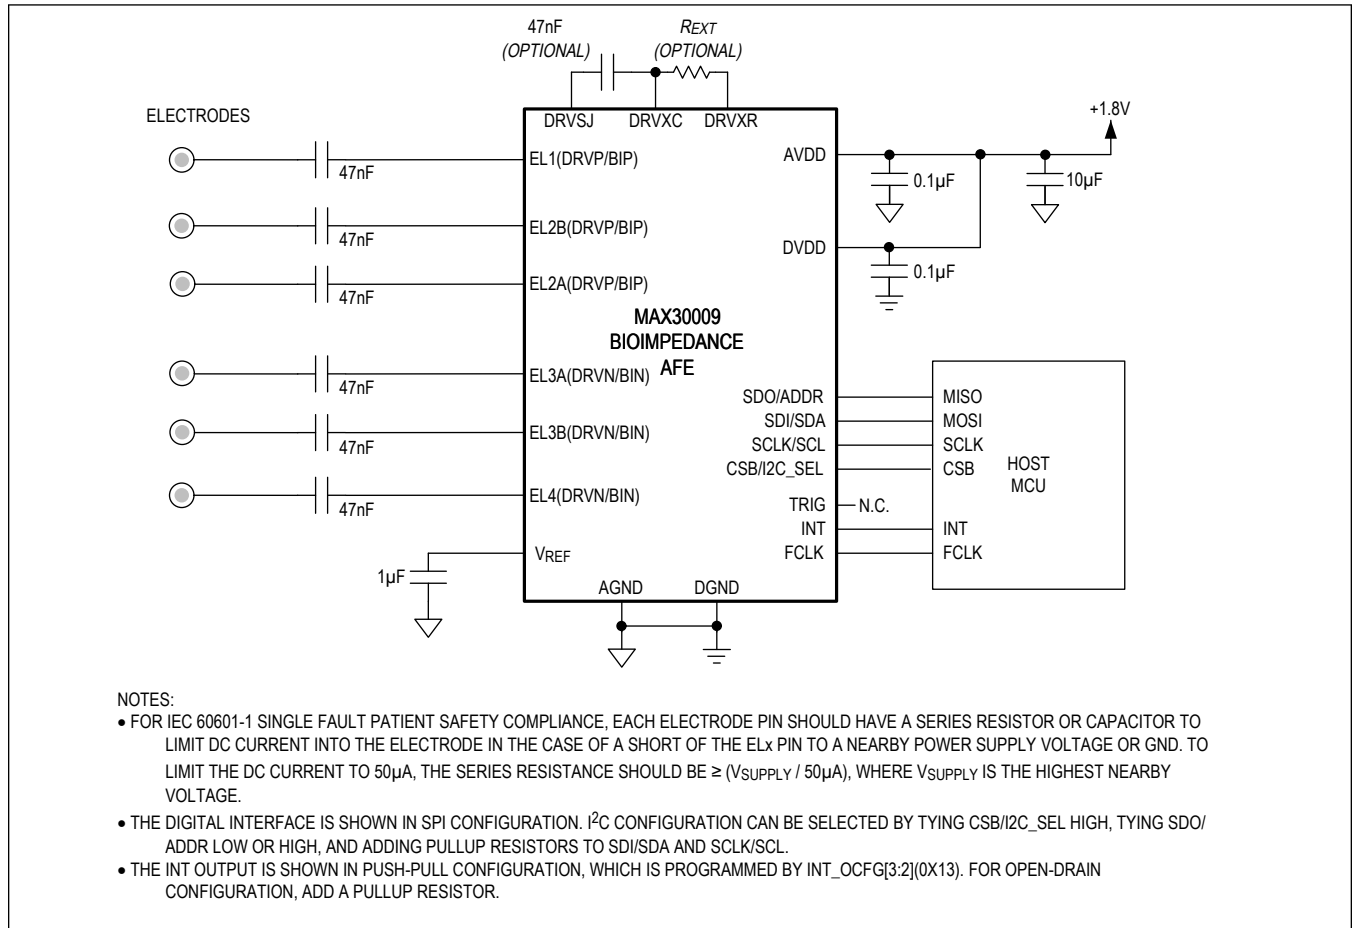 47nF
(OPTIONAL)
REXT
(OPTIONAL)
ELECTRODES
DRVSJ
DRVXC
DRVXR
+1.8V
47nF
EL1(DRVP/BIP)
AVDD
0.1µF
10µF
47nF
EL2B(DRVP/BIP)
DVDD
0.1µF
47nF
EL2A(DRVP/BIP)
MAX30009
BIOIMPEDANCE
AFE
47nF
EL3A(DRVN/BIN)
47nF
EL3B(DRVN/BIN)
47nF
EL4(DRVN/BIN)
SDO/ADDR
MISO
SDI/SDA
MOSI
SCLK/SCL
SCLK
CSB/I2C_SEL
CSB
HOST
MCU
TRIG
N.C.
INT
INT
FCLK
FCLK
1µF
VREF
AGND
DGND
NOTES:
• FOR IEC 60601-1 SINGLE FAULT PATIENT SAFETY COMPLIANCE, EACH ELECTRODE PIN SHOULD HAVE A SERIES RESISTOR OR CAPACITOR TO
LIMIT DC CURRENT INTO THE ELECTRODE IN THE CASE OF A SHORT OF THE ELx PIN TO A NEARBY POWER SUPPLY VOLTAGE OR GND. TO
LIMIT THE DC CURRENT TO 50µA, THE SERIES RESISTANCE SHOULD BE ≥ (VSUPPLY / 50µA), WHERE VSUPPLY IS THE HIGHEST NEARBY
VOLTAGE.
• THE DIGITAL INTERFACE IS SHOWN IN SPI CONFIGURATION. I²C CONFIGURATION CAN BE SELECTED BY TYING CSB/I2C_SEL HIGH, TYING SDO/
ADDR LOW OR HIGH, AND ADDING PULLUP RESISTORS TO SDI/SDA AND SCLK/SCL.
• THE INT OUTPUT IS SHOWN IN PUSH-PULL CONFIGURATION, WHICH IS PROGRAMMED BY INT_OCFG[3:2](0X13). FOR OPEN-DRAIN
CONFIGURATION, ADD A PULLUP RESISTOR.